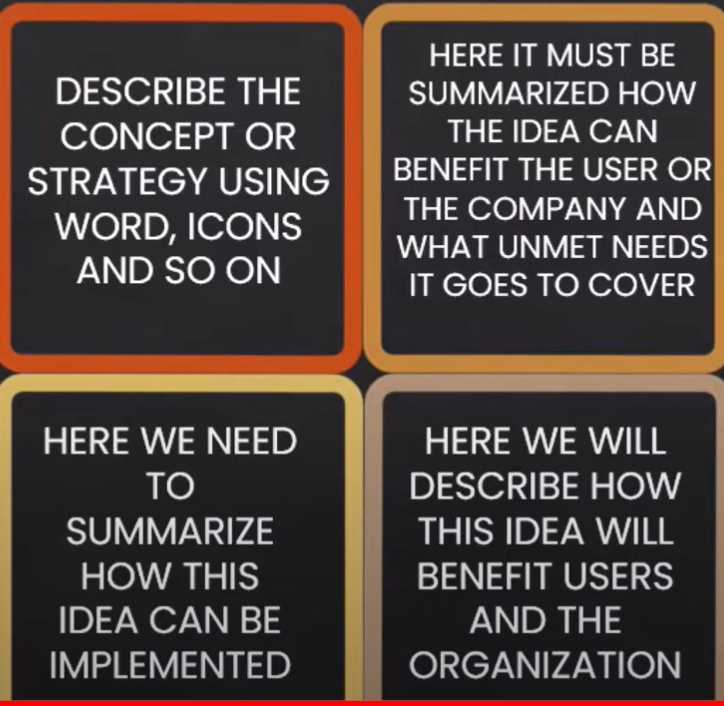 DESCRIBE THE
CONCEPT OR
STRATEGY USING
WORD, ICONS
AND SO ON
HERE IT MUST BE
SUMMARIZED HOW
THE IDEA CAN
BENEFIT THE USER OR
THE COMPANY AND
WHAT UNMET NEEDS
IT GOES TO COVER
HERE WE NEED
TO
SUMMARIZE
HOW THIS
IDEA CAN BE
IMPLEMENTED
HERE WE WILL
DESCRIBE HOW
THIS IDEA WILL
BENEFIT USERS
AND THE
ORGANIZATION